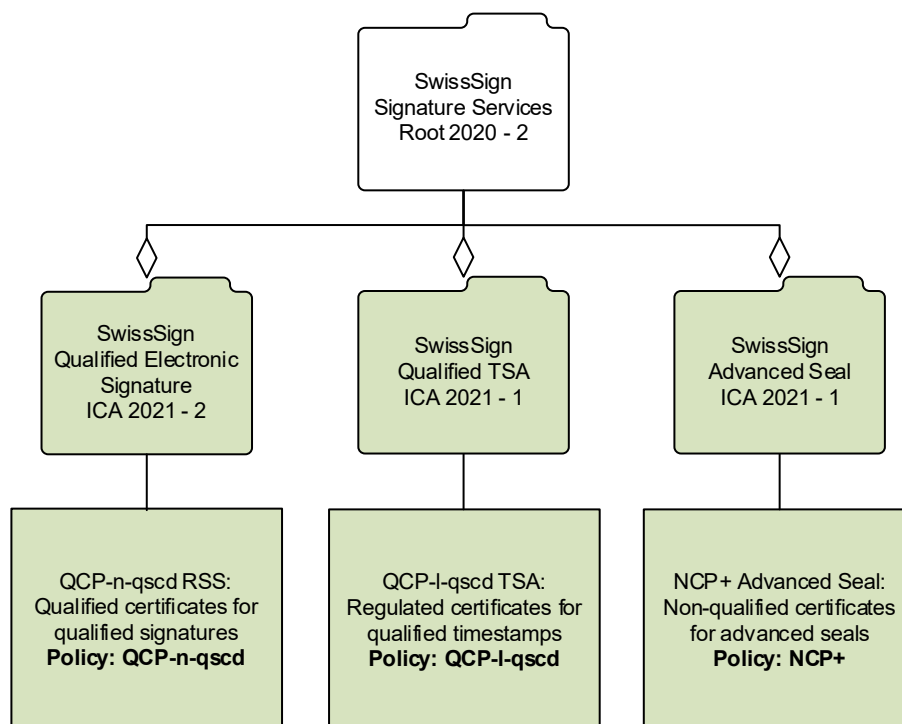 SwissSign
Signature Services
Root 2020 - 2
SwissSign
Qualified Electronic
Signature
ICA 2021 - 2
SwissSign
Qualified TSA
ICA 2021 - 1
SwissSign
Advanced Seal
ICA 2021 - 1
QCP-n-qscd RSS:
Qualified certificates for
qualified signatures
Policy: QCP-n-qscd
QCP-l-qscd TSA:
Regulated certificates for
qualified timestamps
Policy: QCP-l-qscd
NCP+ Advanced Seal:
Non-qualified certificates
for advanced seals
Policy: NCP+